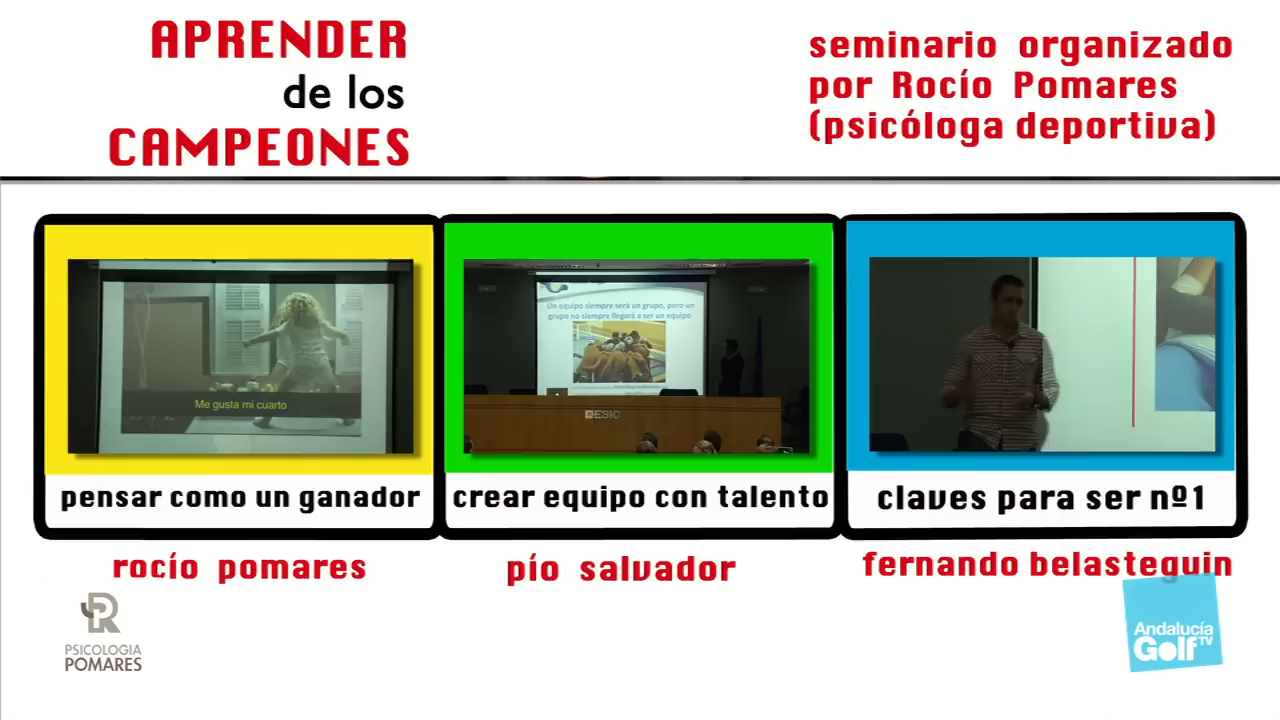 APRENDER
de los
CAMPEONES
seminario organizado
por Rocío Pomares
(psicóloga deportiva)
Me gusta mi cuarto
Un equipo siempre será un grupo, pero un
grupo no siempre llegará a ser un equipo
ESIC
pensar como un ganador
crear equipo con talento
claves para ser nº1
rocío pomares
pío salvador
fernando belasteguin
PSICOLOGIA
POMARES
Andalucía
Golf TV